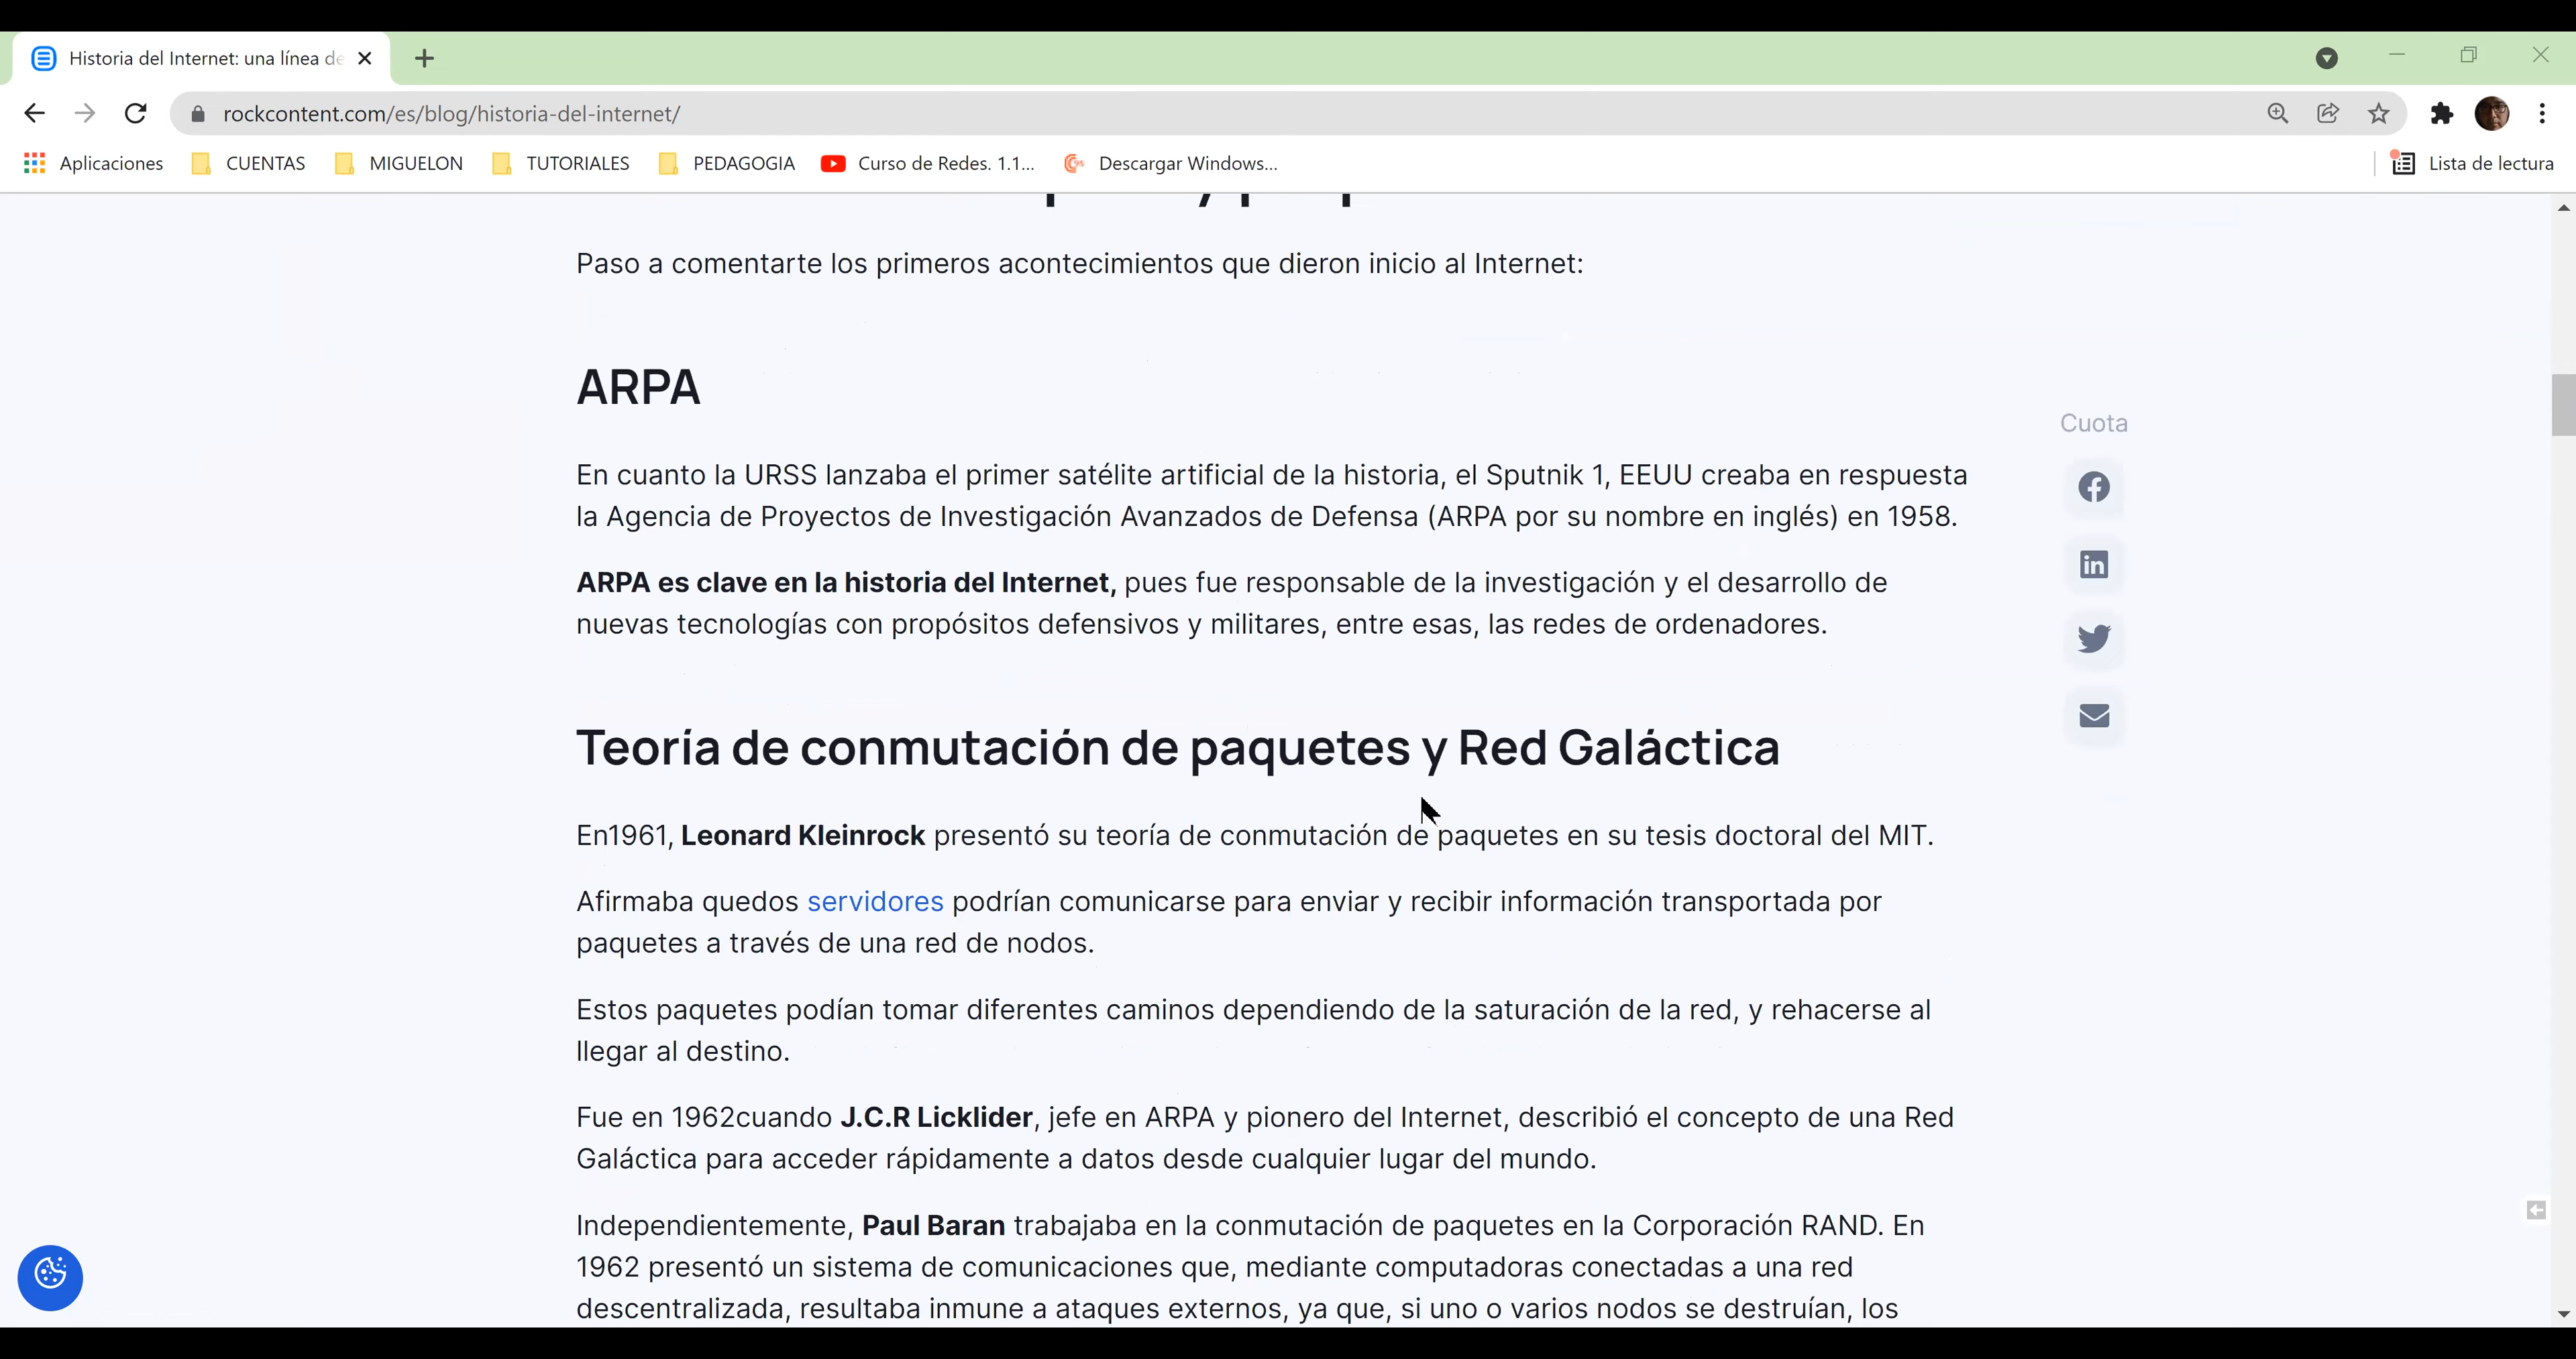 Historia del Internet: una línea de
rockcontent.com/es/blog/historia-del-internet/
Aplicaciones CUENTAS MIGUELON TUTORIALES PEDAGOGIA Curso de Redes. 1.1... Descargar Windows... Lista de lectura
Paso a comentarte los primeros acontecimientos que dieron inicio al Internet:
ARPA
Cuota
En cuanto la URSS lanzaba el primer satélite artificial de la historia, el Sputnik 1, EEUU creaba en respuesta
la Agencia de Proyectos de Investigación Avanzados de Defensa (ARPA por su nombre en inglés) en 1958.
ARPA es clave en la historia del Internet, pues fue responsable de la investigación y el desarrollo de
nuevas tecnologías con propósitos defensivos y militares, entre esas, las redes de ordenadores.
Teoría de conmutación de paquetes y Red Galáctica
En1961, Leonard Kleinrock presentó su teoría de conmutación de paquetes en su tesis doctoral del MIT.
Afirmaba quedos servidores podrían comunicarse para enviar y recibir información transportada por
paquetes a través de una red de nodos.
Estos paquetes podían tomar diferentes caminos dependiendo de la saturación de la red, y rehacerse al
llegar al destino.
Fue en 1962cuando J.C.R Licklider, jefe en ARPA y pionero del Internet, describió el concepto de una Red
Galáctica para acceder rápidamente a datos desde cualquier lugar del mundo.
Independientemente, Paul Baran trabajaba en la conmutación de paquetes en la Corporación RAND. En
1962 presentó un sistema de comunicaciones que, mediante computadoras conectadas a una red
descentralizada, resultaba inmune a ataques externos, ya que, si uno o varios nodos se destruían, los